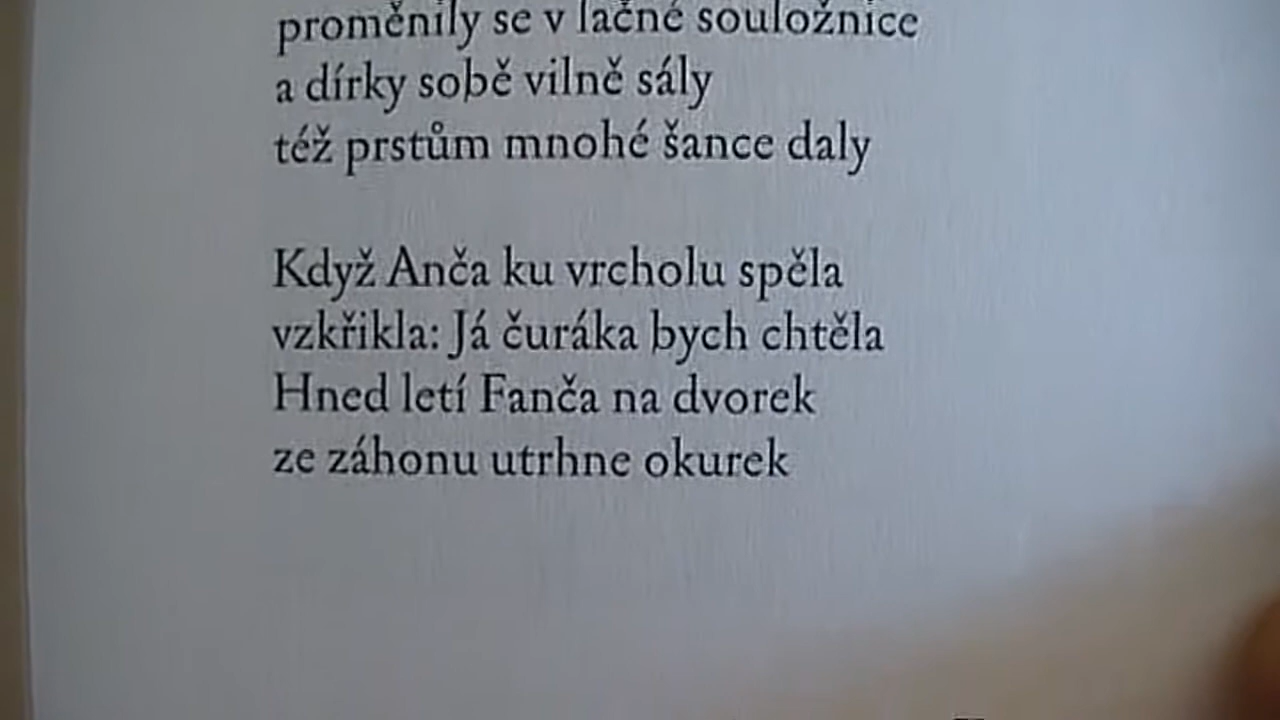 proměnily se v lačné souložnice
a dírky sobě vilně sály
též prstům mnohé šance daly
Když Anča ku vrcholu spěla
vzkřikla: Já čuráka bych chtěla
Hned letí Fanča na dvorek
ze záhonu utrhne okurek